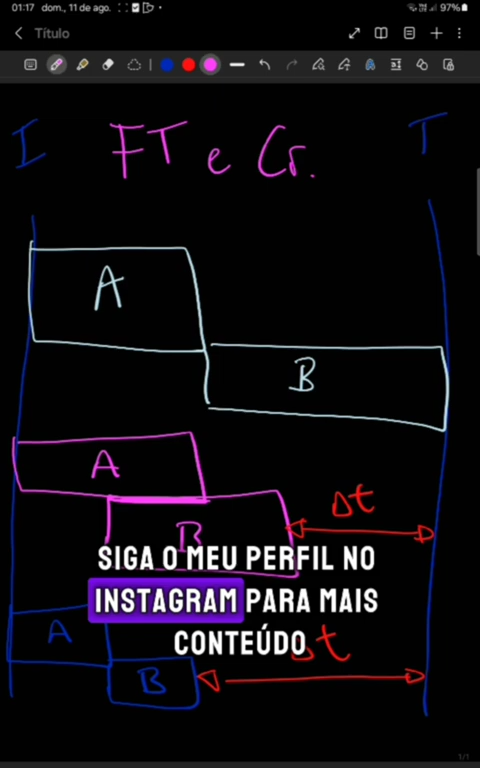 01:17 dom., 11 de ago.
97%
Título
I
FT e Cr.
T
A
B
A
Δt
B
SIGA O MEU PERFIL NO
INSTAGRAM PARA MAIS
CONTEÚDO
A
Δt
B
1/1